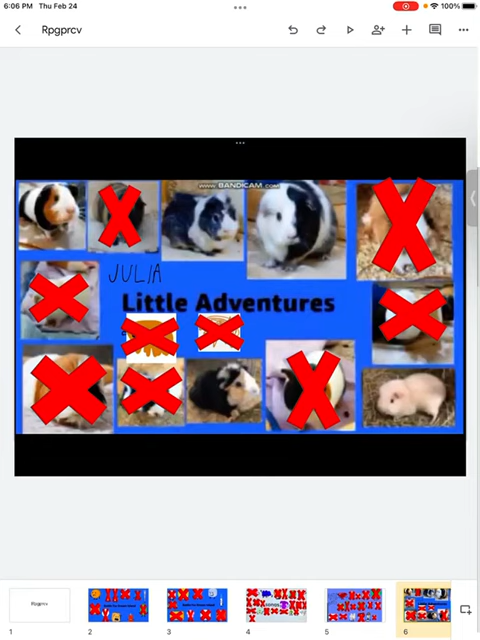 6:06 PM Thu Feb 24
100%
Rpgprcv
www.BANDICAM.com
JULIA
Little Adventures
Rpgprcv
1
2
3
4
5
6